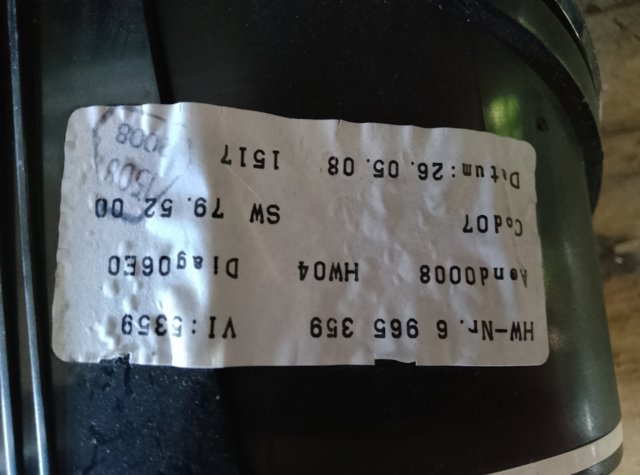 HW-Nr. 6 965 359 VI:5359
Aend0008 HW04 Diag06E0
Cod07 SW 79.52 00
Datum:26.05.08 1517